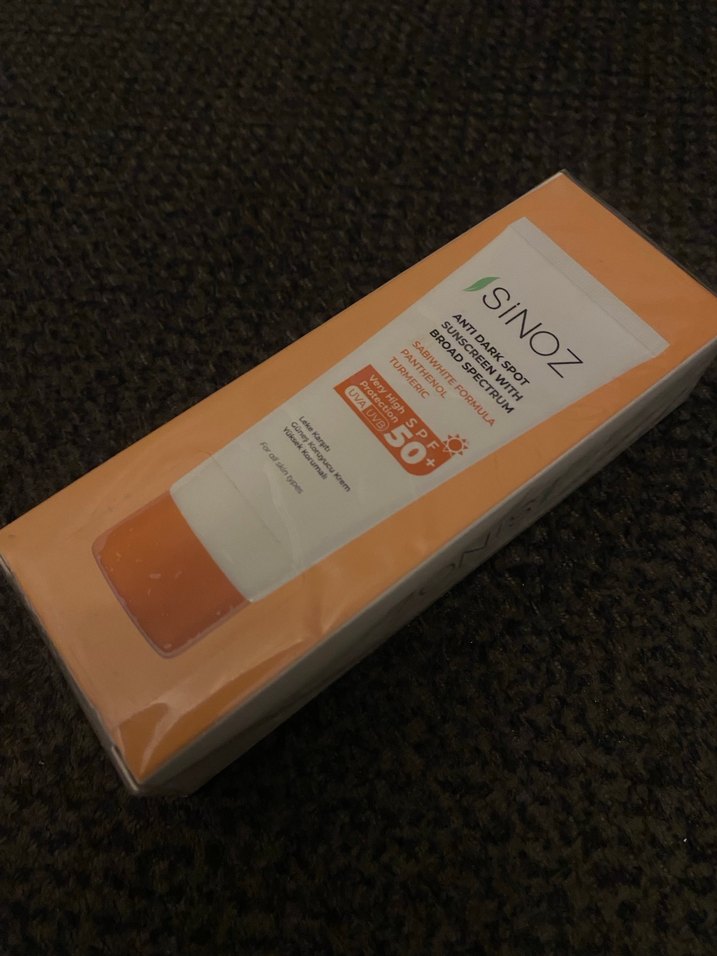 SiNOZ
ANTI DARK SPOT
SUNSCREEN WITH
BROAD SPECTRUM
SABIWHITE FORMULA
PANTHENOL
TURMERIC
Very High
Protection
UVA UVB
SPF
50+
Leke Karşıtı
Güneş Koruyucu Krem
Yüksek Korumalı
For all skin types